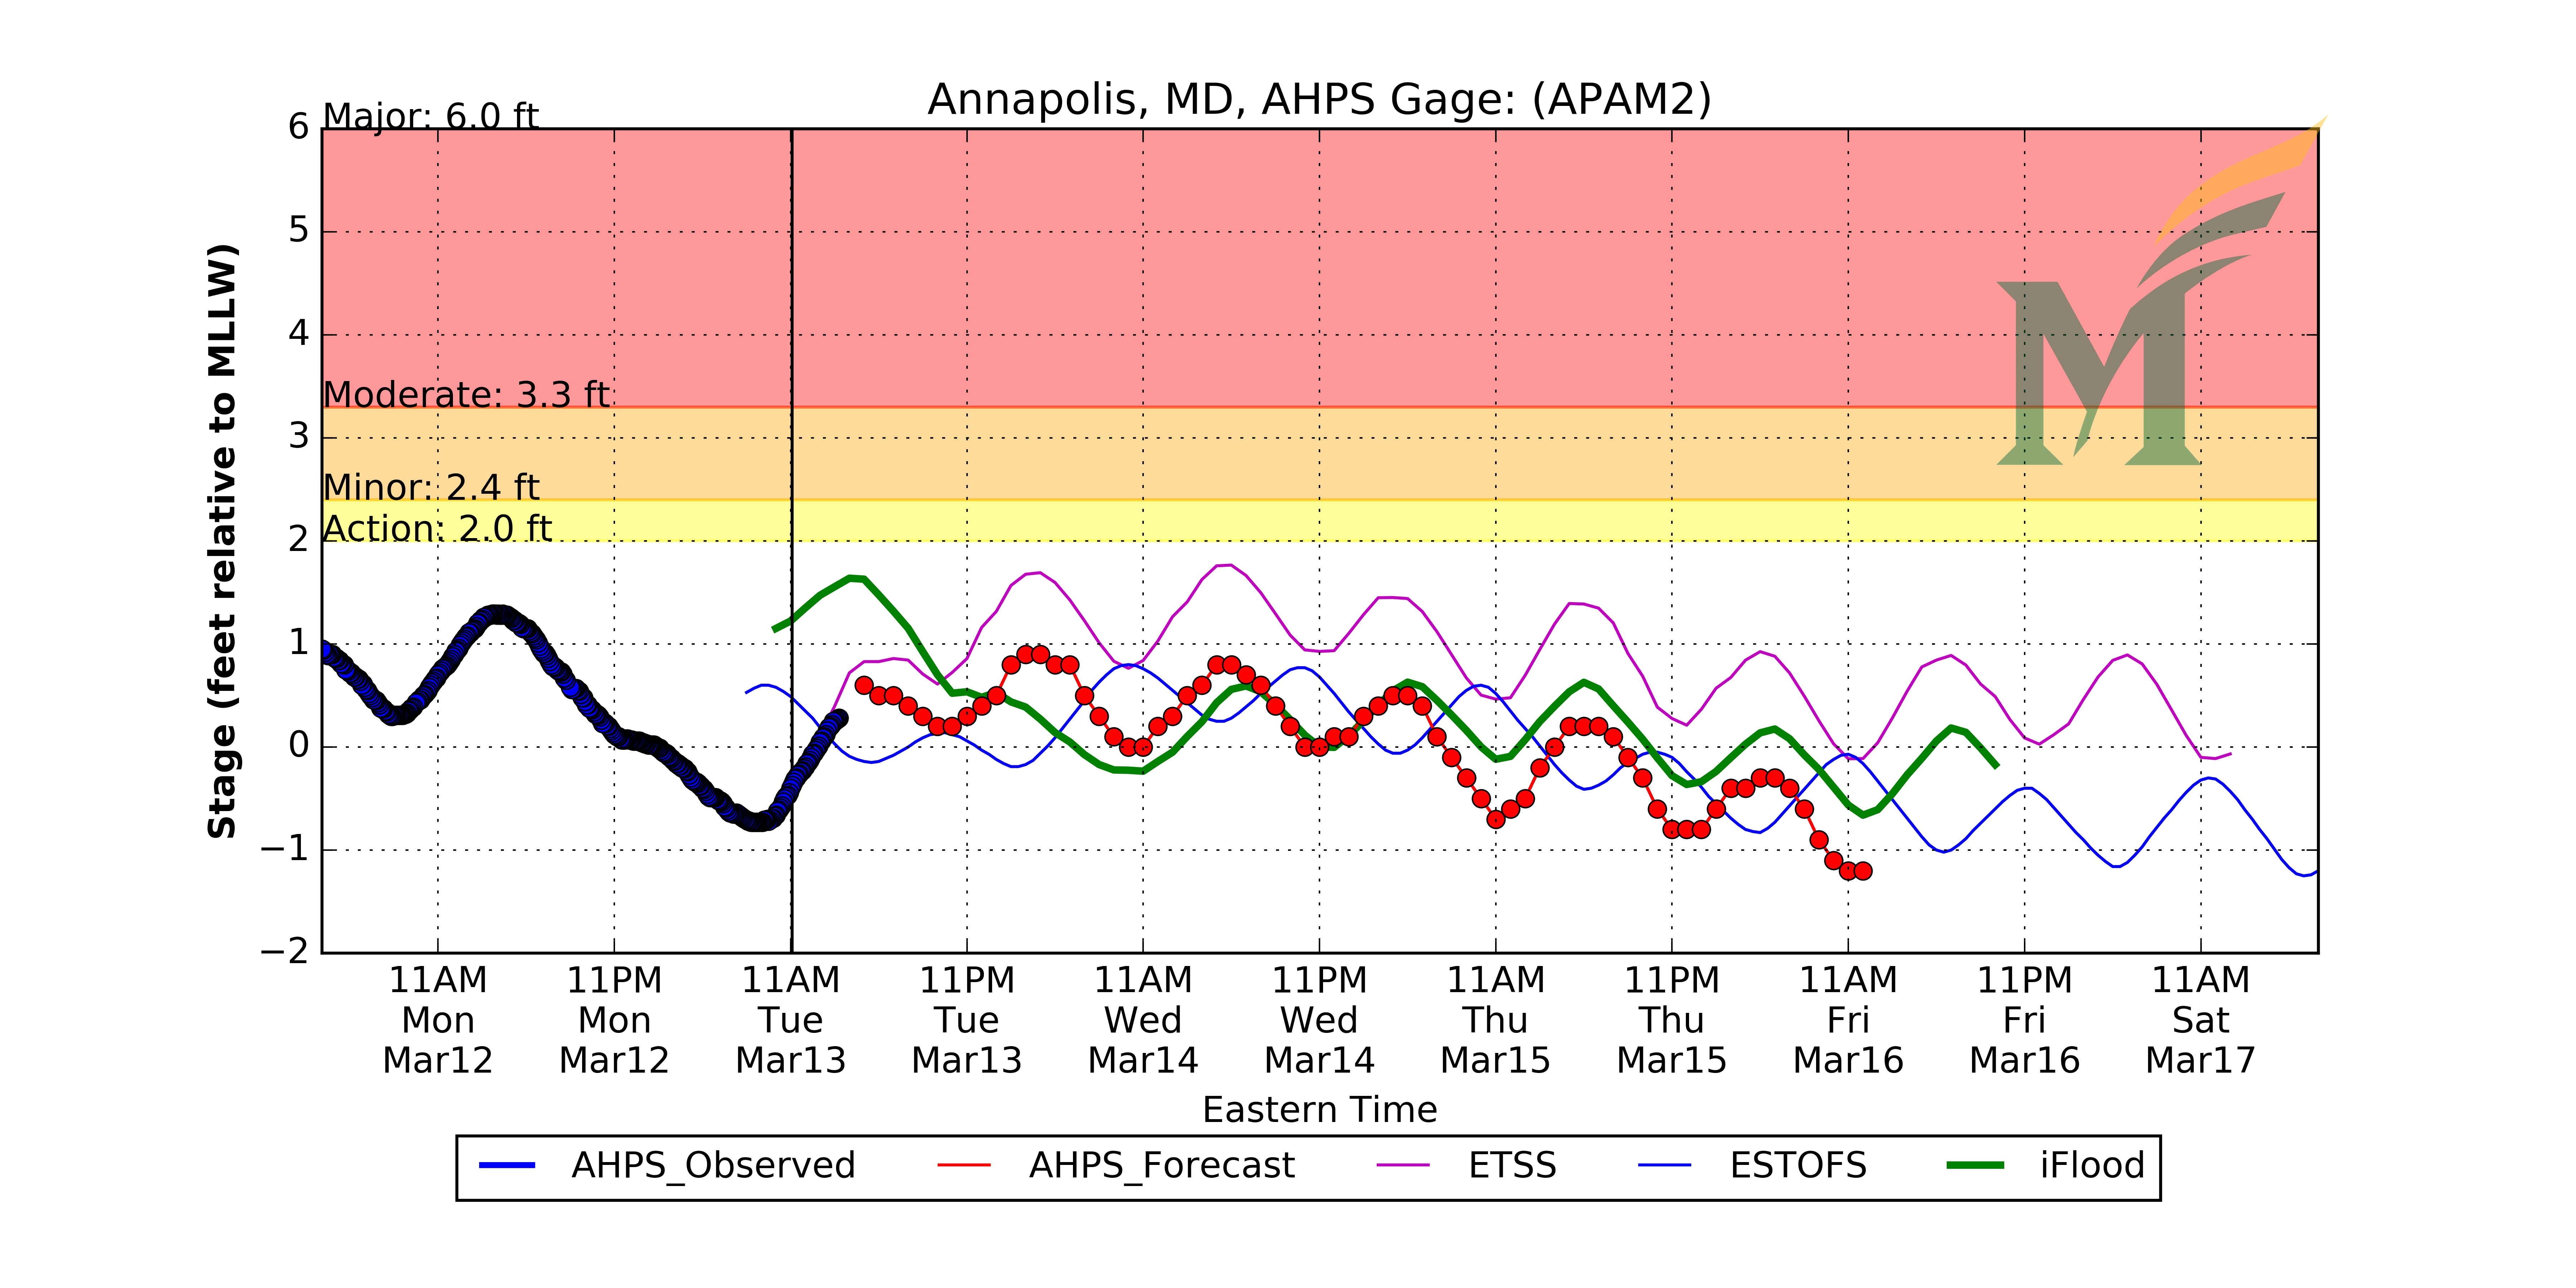 Annapolis, MD, AHPS Gage: (APAM2)
Major: 6.0 ft
Moderate: 3.3 ft
Minor: 2.4 ft
Action: 2.0 ft
Stage (feet relative to MLLW)
6
5
4
3
2
1
0
−1
−2
11AM 11PM 11AM 11PM 11AM 11PM 11AM 11PM 11AM 11PM 11AM
Mon Mon Tue Tue Wed Wed Thu Thu Fri Fri Sat
Mar12 Mar12 Mar13 Mar13 Mar14 Mar14 Mar15 Mar15 Mar16 Mar16 Mar17
Eastern Time
AHPS_Observed AHPS_Forecast ETSS ESTOFS iFlood
M